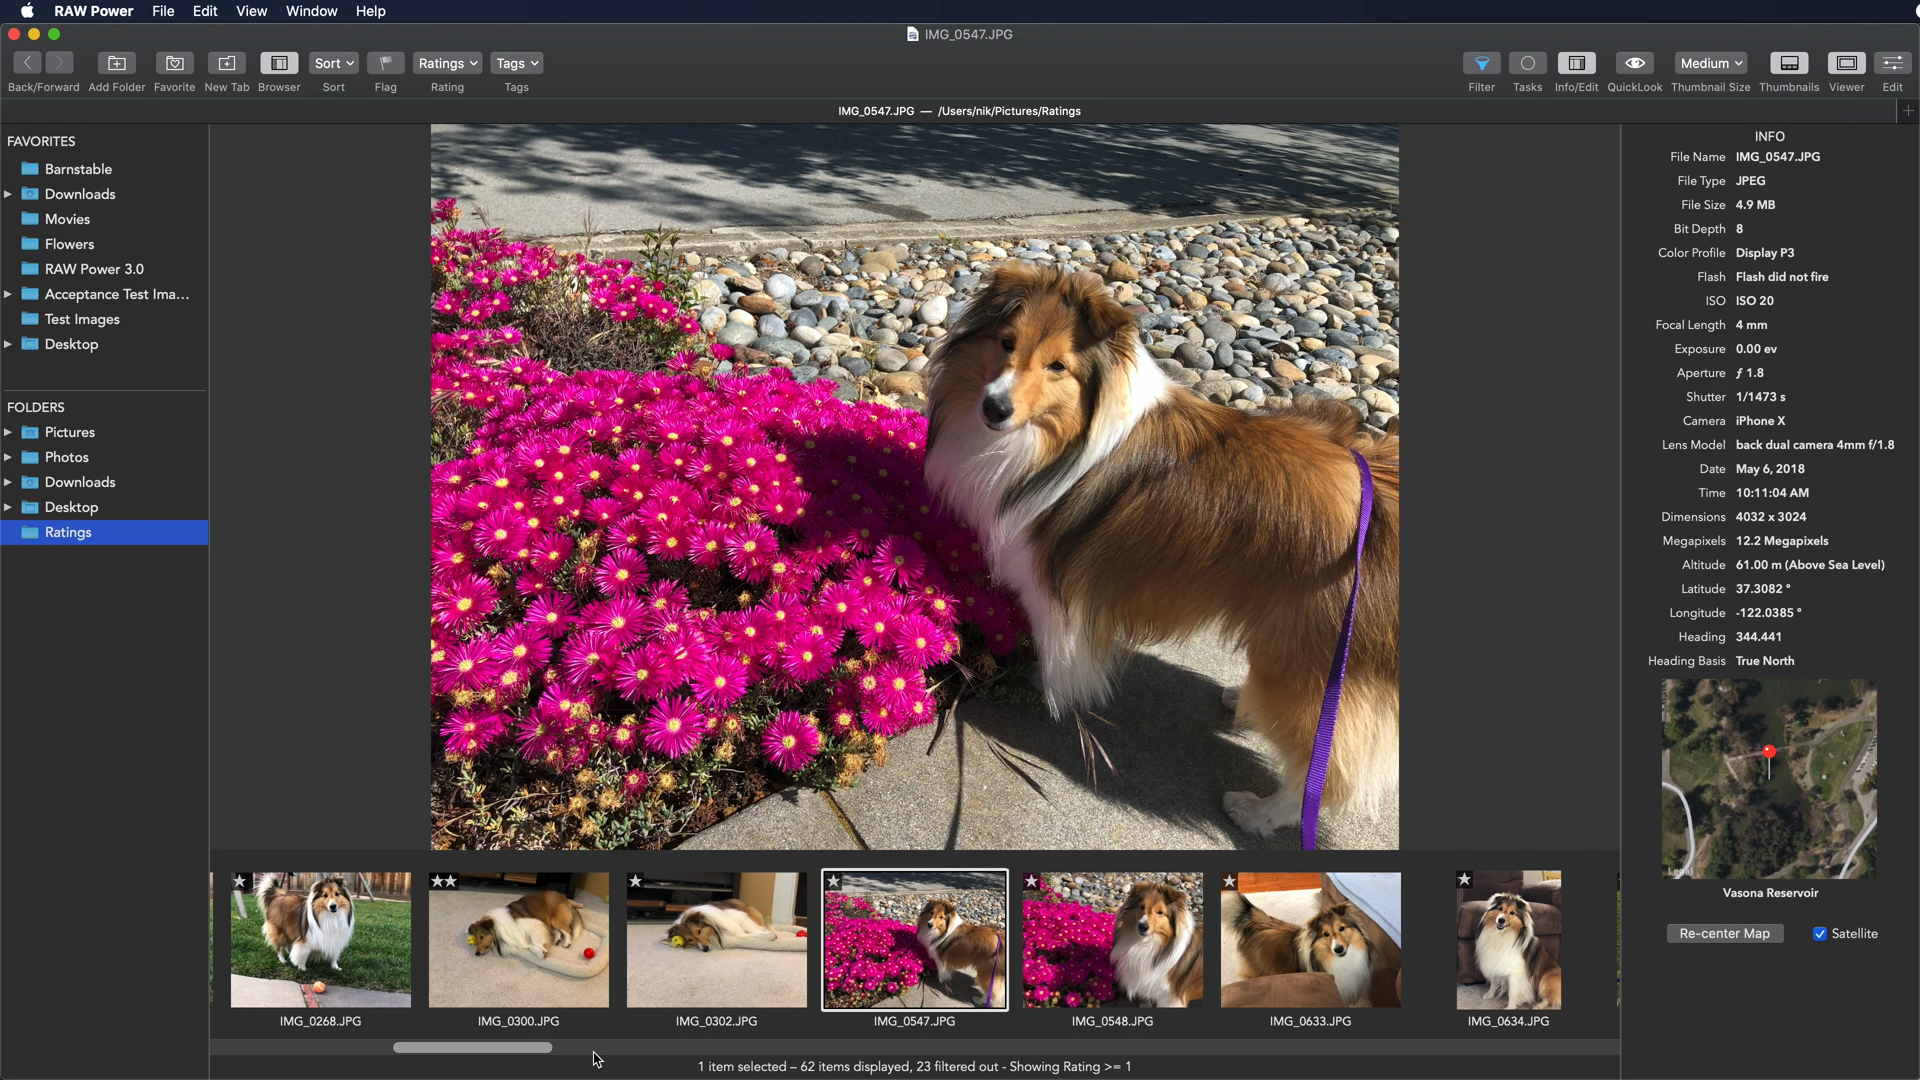 RAW Power File Edit View Window Help
IMG_0547.JPG
Sort Ratings Tags Medium
Back/Forward Add Folder Favorite New Tab Browser Sort Flag Rating Tags Filter Tasks Info/Edit QuickLook Thumbnail Size Thumbnails Viewer Edit
IMG_0547.JPG — /Users/nik/Pictures/Ratings
FAVORITES
Barnstable
Downloads
Movies
Flowers
RAW Power 3.0
Acceptance Test Ima...
Test Images
Desktop
FOLDERS
Pictures
Photos
Downloads
Desktop
Ratings
INFO
File Name IMG_0547.JPG
File Type JPEG
File Size 4.9 MB
Bit Depth 8
Color Profile Display P3
Flash Flash did not fire
ISO ISO 20
Focal Length 4 mm
Exposure 0.00 ev
Aperture ƒ 1.8
Shutter 1/1473 s
Camera iPhone X
Lens Model back dual camera 4mm f/1.8
Date May 6, 2018
Time 10:11:04 AM
Dimensions 4032 x 3024
Megapixels 12.2 Megapixels
Altitude 61.00 m (Above Sea Level)
Latitude 37.3082 °
Longitude -122.0385 °
Heading 344.441
Heading Basis True North
Legal
Vasona Reservoir
Re-center Map Satellite
IMG_0268.JPG IMG_0300.JPG IMG_0302.JPG IMG_0547.JPG IMG_0548.JPG IMG_0633.JPG IMG_0634.JPG
1 item selected – 62 items displayed, 23 filtered out - Showing Rating >= 1